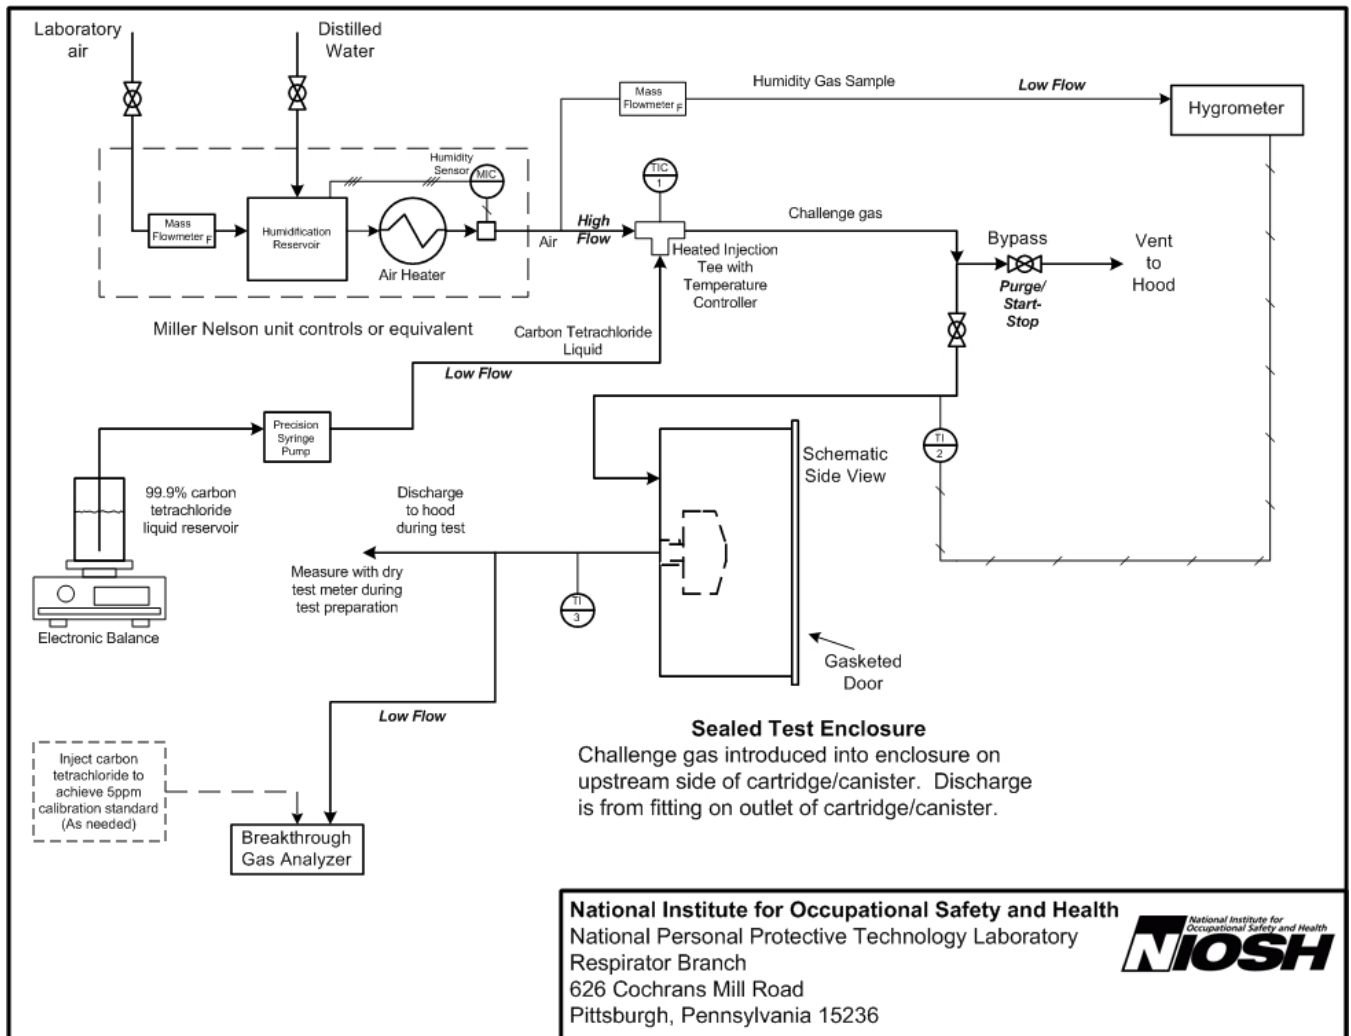 Laboratory
air
Distilled
Water
Mass
Flowmeter F
Humidity Gas Sample
Low Flow
Hygrometer
Humidity
Sensor
MIC
TIC
1
Mass
Flowmeter F
Humidification
Reservoir
Air Heater
Air
High
Flow
Challenge gas
Heated Injection
Tee with
Temperature
Controller
Bypass
Purge/
Start-
Stop
Vent
to
Hood
Miller Nelson unit controls or equivalent
Carbon Tetrachloride
Liquid
Low Flow
Precision
Syringe
Pump
99.9% carbon
tetrachloride
liquid reservoir
Electronic Balance
Discharge
to hood
during test
Measure with dry
test meter during
test preparation
TI
3
Schematic
Side View
TI
2
Gasketed
Door
Low Flow
Sealed Test Enclosure
Challenge gas introduced into enclosure on
upstream side of cartridge/canister. Discharge
is from fitting on outlet of cartridge/canister.
Inject carbon
tetrachloride to
achieve 5ppm
calibration standard
(As needed)
Breakthrough
Gas Analyzer
National Institute for Occupational Safety and Health
National Personal Protective Technology Laboratory
Respirator Branch
626 Cochrans Mill Road
Pittsburgh, Pennsylvania 15236
National Institute for
Occupational Safety and Health
NIOSH